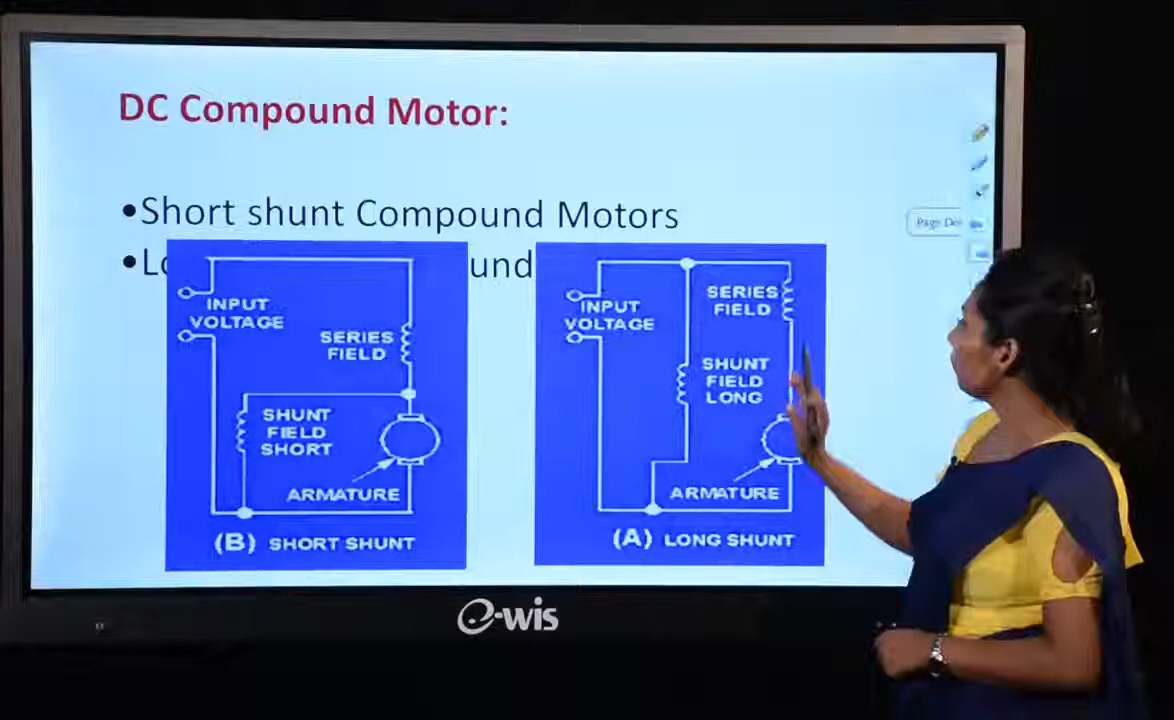 DC Compound Motor:
•Short shunt Compound Motors
•Lo und
INPUT
VOLTAGE
SERIES
FIELD
SHUNT
FIELD
SHORT
ARMATURE
(B) SHORT SHUNT
INPUT
VOLTAGE
SERIES
FIELD
SHUNT
FIELD
LONG
ARMATURE
(A) LONG SHUNT
Page
e-wis